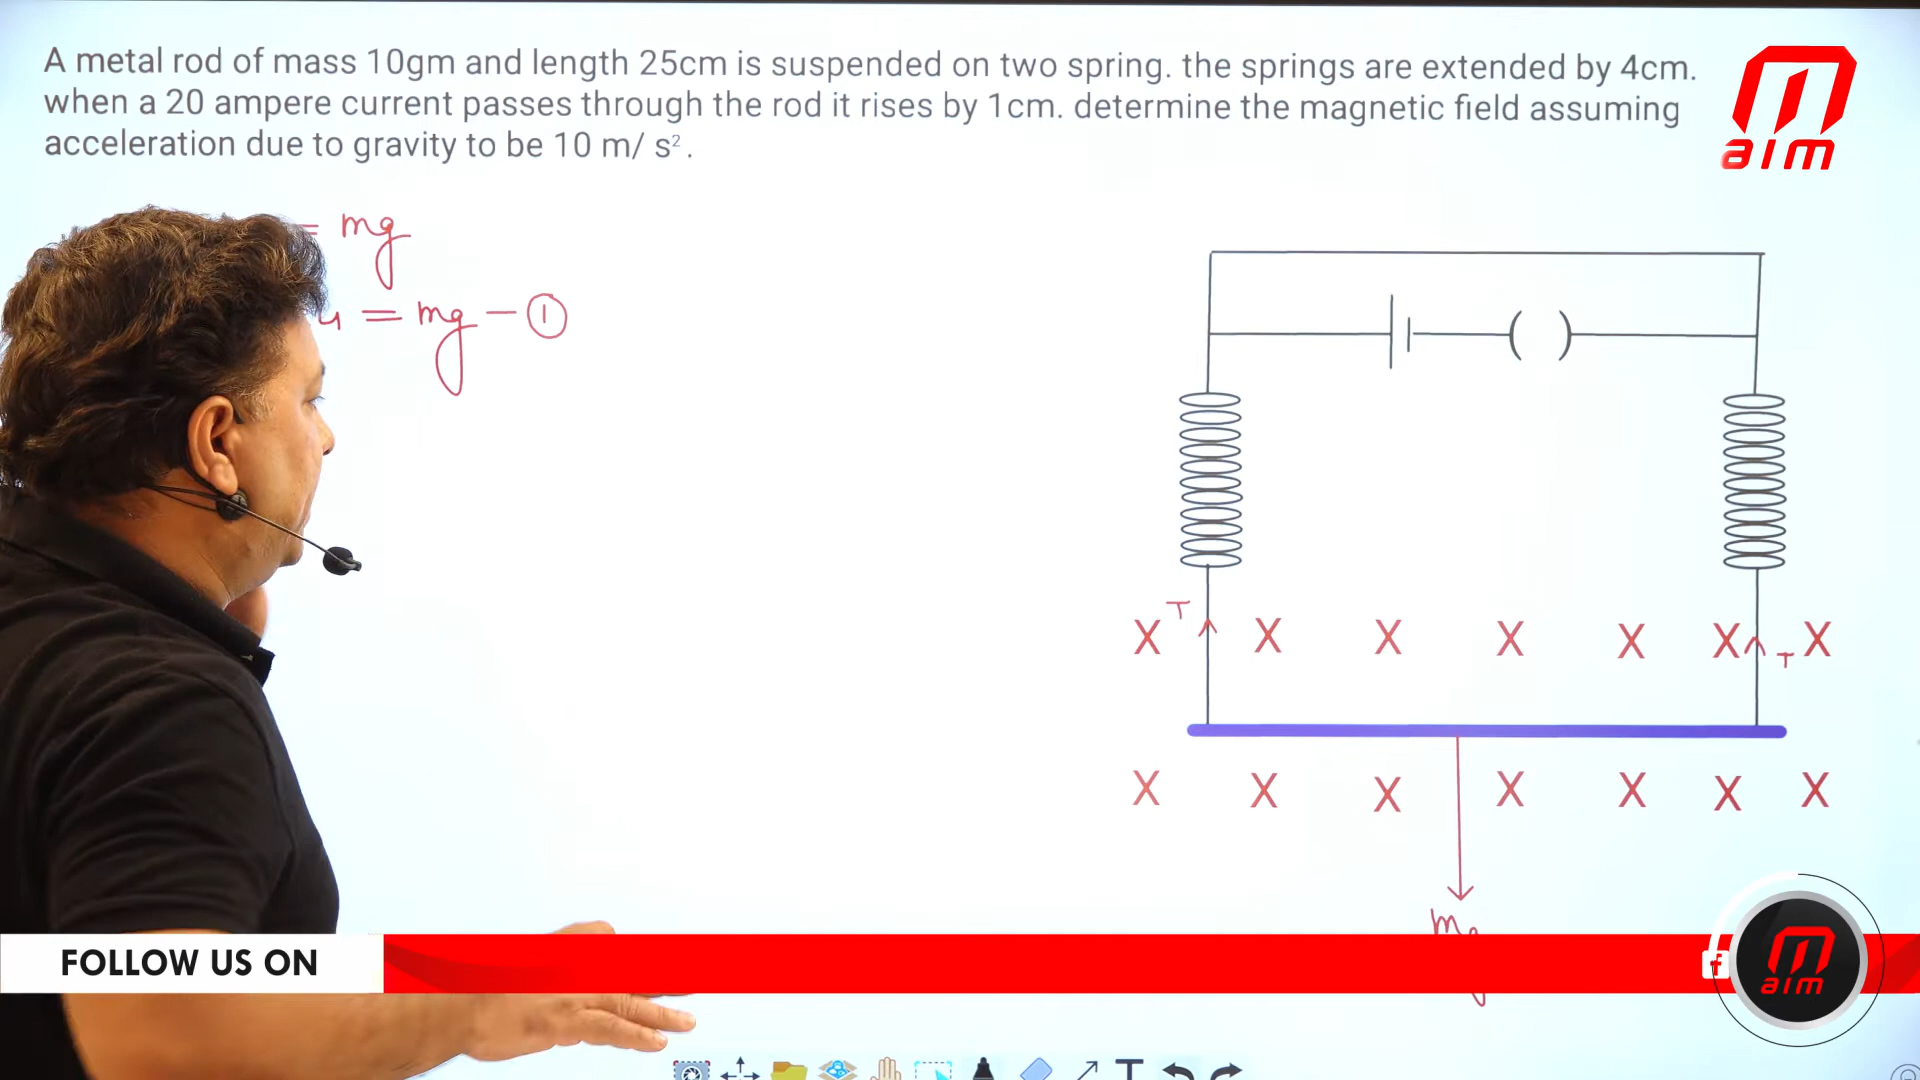 A metal rod of mass 10gm and length 25cm is suspended on two spring. the springs are extended by 4cm.
when a 20 ampere current passes through the rod it rises by 1cm. determine the magnetic field assuming
acceleration due to gravity to be 10 m/ s².
aim
= mg
4 = mg - ①
( )
X T X X X X X T X
X X X X X X X
FOLLOW US ON
f
aim
T